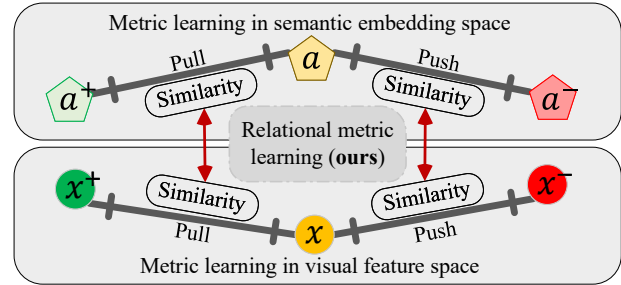 Metric learning in semantic embedding space
Pull
a
Push
a+
Similarity
Similarity
a−
Relational metric
learning (ours)
x+
Similarity
Similarity
x−
Pull
x
Push
Metric learning in visual feature space